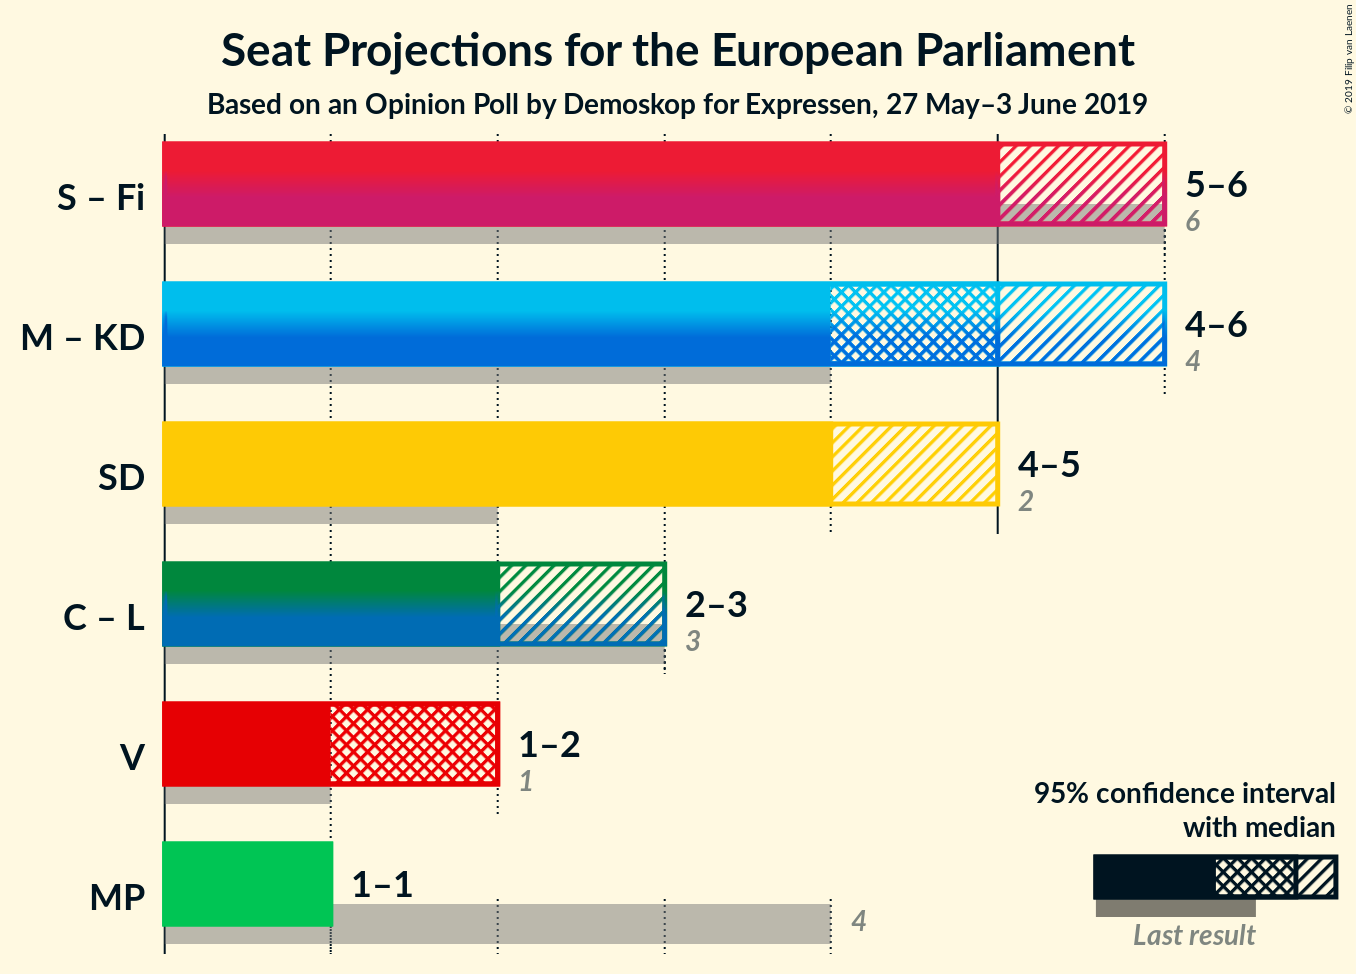 Seat Projections for the European Parliament
Based on an Opinion Poll by Demoskop for Expressen, 27 May–3 June 2019
© 2019 Filip van Laenen
S – Fi
5–6
6
M – KD
4–6
4
SD
4–5
2
C – L
2–3
3
V
1–2
1
MP
1–1
4
95% confidence interval
with median
Last result